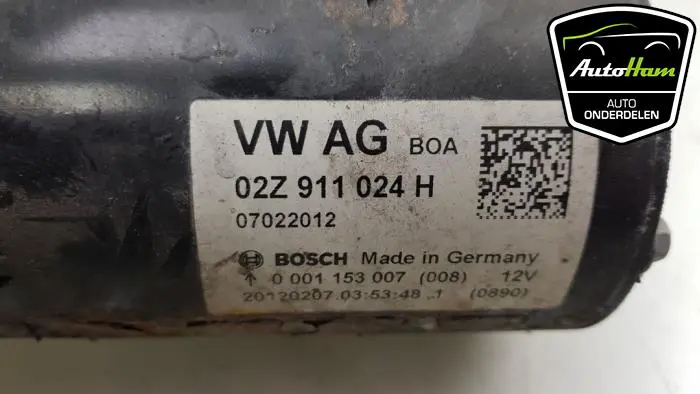 AutoHam
AUTO
ONDERDELEN
VW AG BOA
02Z 911 024 H
07022012
BOSCH Made in Germany
↑ 0 001 153 007 (008) 12V
20120207 03:53:48 .1 (0890)